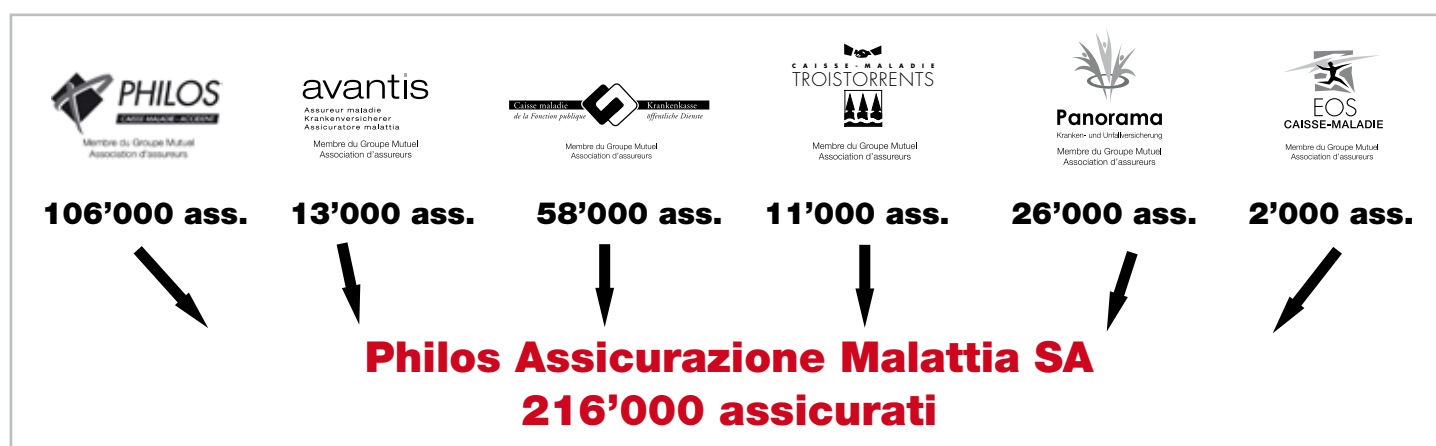 PHILOS
CAISSE MALADIE - ACCIDENT
Membre du Groupe Mutuel
Association d'assureurs
avantis
Assureur maladie
Krankenversicherer
Assicuratore malattia
Membre du Groupe Mutuel
Association d'assureurs
Caisse maladie
de la Fonction publique
Krankenkasse
öffentliche Dienste
Membre du Groupe Mutuel
Association d'assureurs
CAISSE-MALADIE
TROISTORRENTS
Membre du Groupe Mutuel
Association d'assureurs
Panorama
Kranken- und Unfallversicherung
Membre du Groupe Mutuel
Association d'assureurs
EOS
CAISSE-MALADIE
Membre du Groupe Mutuel
Association d'assureurs
106'000 ass.
13'000 ass.
58'000 ass.
11'000 ass.
26'000 ass.
2'000 ass.
Philos Assicurazione Malattia SA
216'000 assicurati